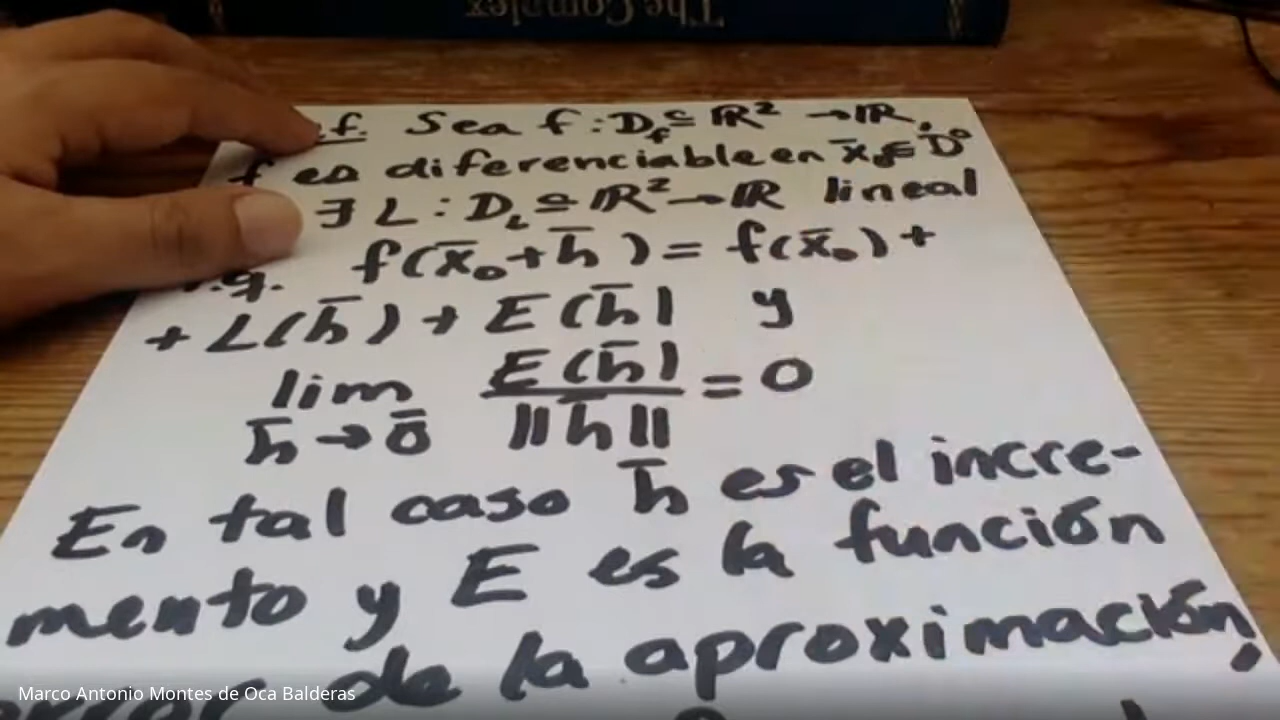 The Complex
f. Sea f : D_f ⊆ ℝ² → ℝ,
f es diferenciable en x̄₀ ∈ D°
∃ L : D_L ⊆ ℝ² → ℝ lineal
.q. f(x̄₀ + h̄) = f(x̄₀) +
+ L(h̄) + E(h̄) y
lim E(h̄) / ||h̄|| = 0
h̄ → 0̄
En tal caso h̄ es el incre-
mento y E es la función
error de la aproximación,
Marco Antonio Montes de Oca Balderas